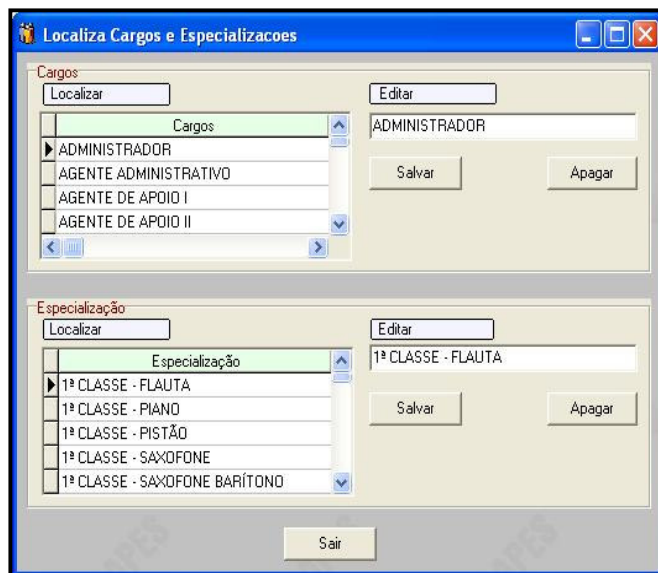 Localiza Cargos e Especializacoes
Cargos
Localizar
Cargos
ADMINISTRADOR
AGENTE ADMINISTRATIVO
AGENTE DE APOIO I
AGENTE DE APOIO II
Editar
ADMINISTRADOR
Salvar Apagar
Especialização
Localizar
Especialização
1ª CLASSE - FLAUTA
1ª CLASSE - PIANO
1ª CLASSE - PISTÃO
1ª CLASSE - SAXOFONE
1ª CLASSE - SAXOFONE BARÍTONO
Editar
1ª CLASSE - FLAUTA
Salvar Apagar
Sair